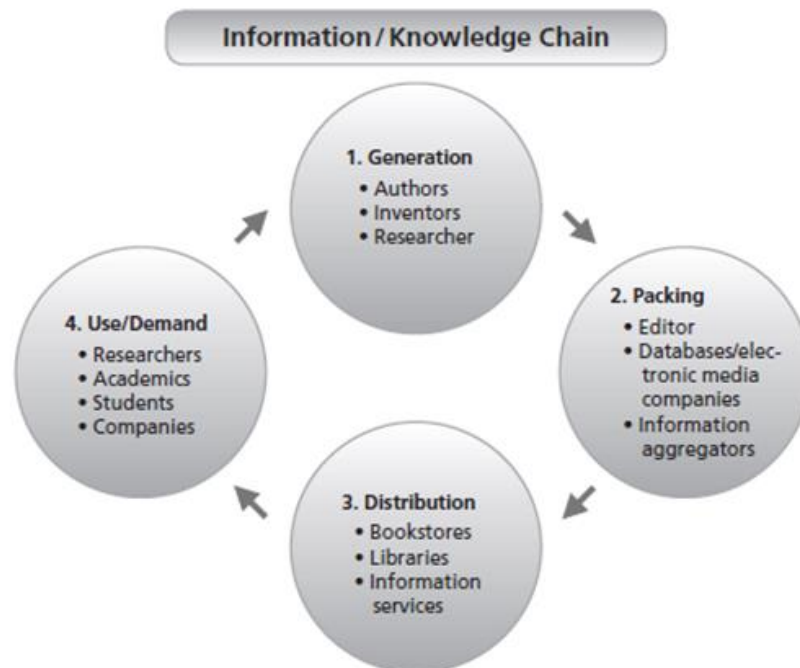 Information/Knowledge Chain
1. Generation
• Authors
• Inventors
• Researcher
2. Packing
• Editor
• Databases/elec-
tronic media
companies
• Information
aggregators
3. Distribution
• Bookstores
• Libraries
• Information
services
4. Use/Demand
• Researchers
• Academics
• Students
• Companies